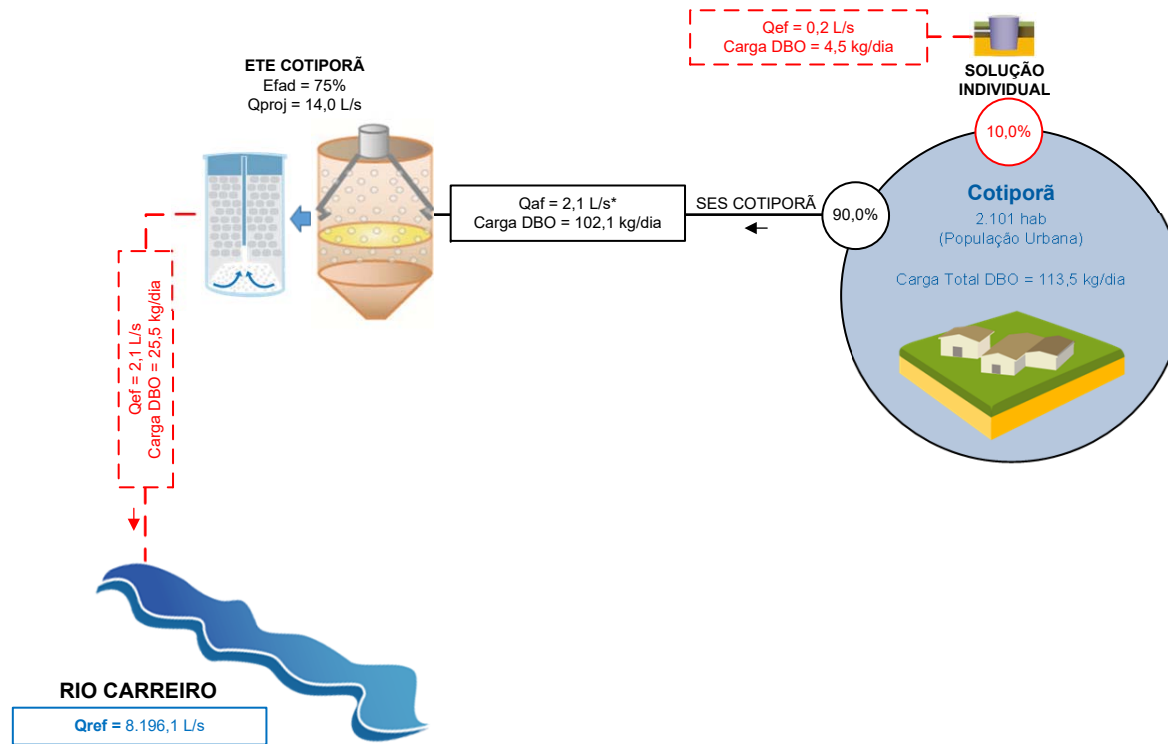 Qef = 0,2 L/s
Carga DBO = 4,5 kg/dia
SOLUÇÃO
INDIVIDUAL
10,0%
ETE COTIPORÃ
Efad = 75%
Qproj = 14,0 L/s
Qaf = 2,1 L/s*
Carga DBO = 102,1 kg/dia
SES COTIPORÃ
90,0%
Cotiporã
2.101 hab
(População Urbana)
Carga Total DBO = 113,5 kg/dia
Qef = 2,1 L/s
Carga DBO = 25,5 kg/dia
RIO CARREIRO
Qref = 8.196,1 L/s